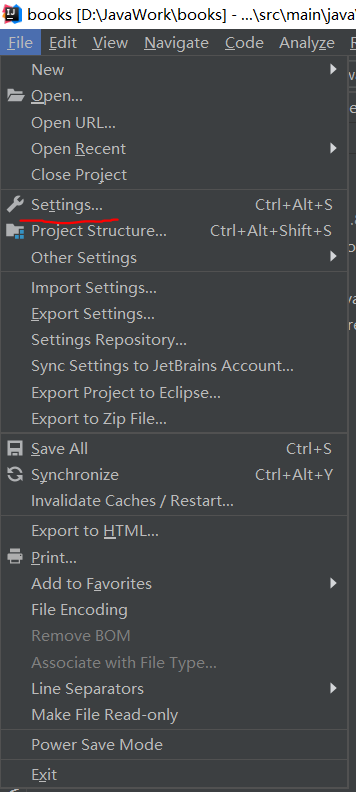 books [D:\JavaWork\books] - ...\src\main\java
File Edit View Navigate Code Analyze
New
Open...
Open URL...
Open Recent
Close Project
Settings... Ctrl+Alt+S
Project Structure... Ctrl+Alt+Shift+S
Other Settings
Import Settings...
Export Settings...
Settings Repository...
Sync Settings to JetBrains Account...
Export Project to Eclipse...
Export to Zip File...
Save All Ctrl+S
Synchronize Ctrl+Alt+Y
Invalidate Caches / Restart...
Export to HTML...
Print...
Add to Favorites
File Encoding
Remove BOM
Associate with File Type...
Line Separators
Make File Read-only
Power Save Mode
Exit